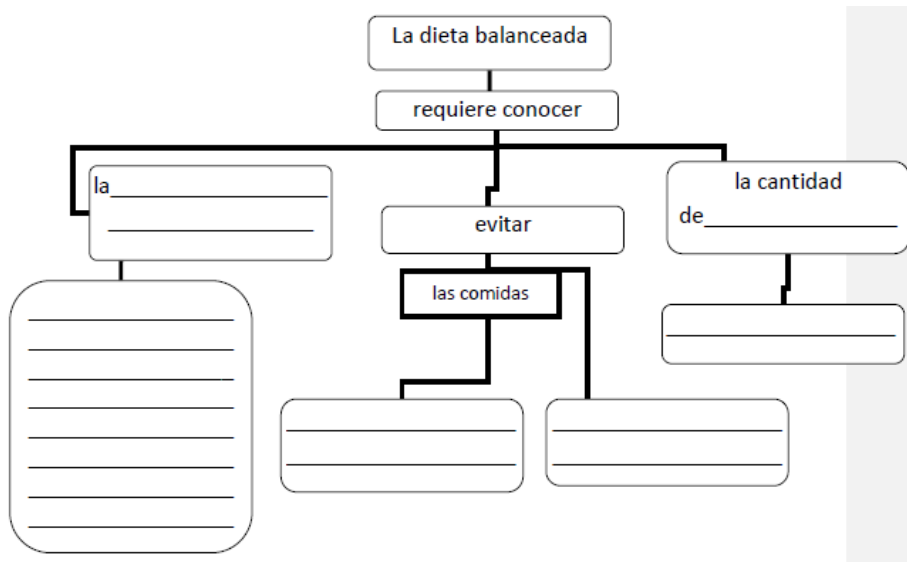 La dieta balanceada
requiere conocer
la
la cantidad
de
evitar
las comidas